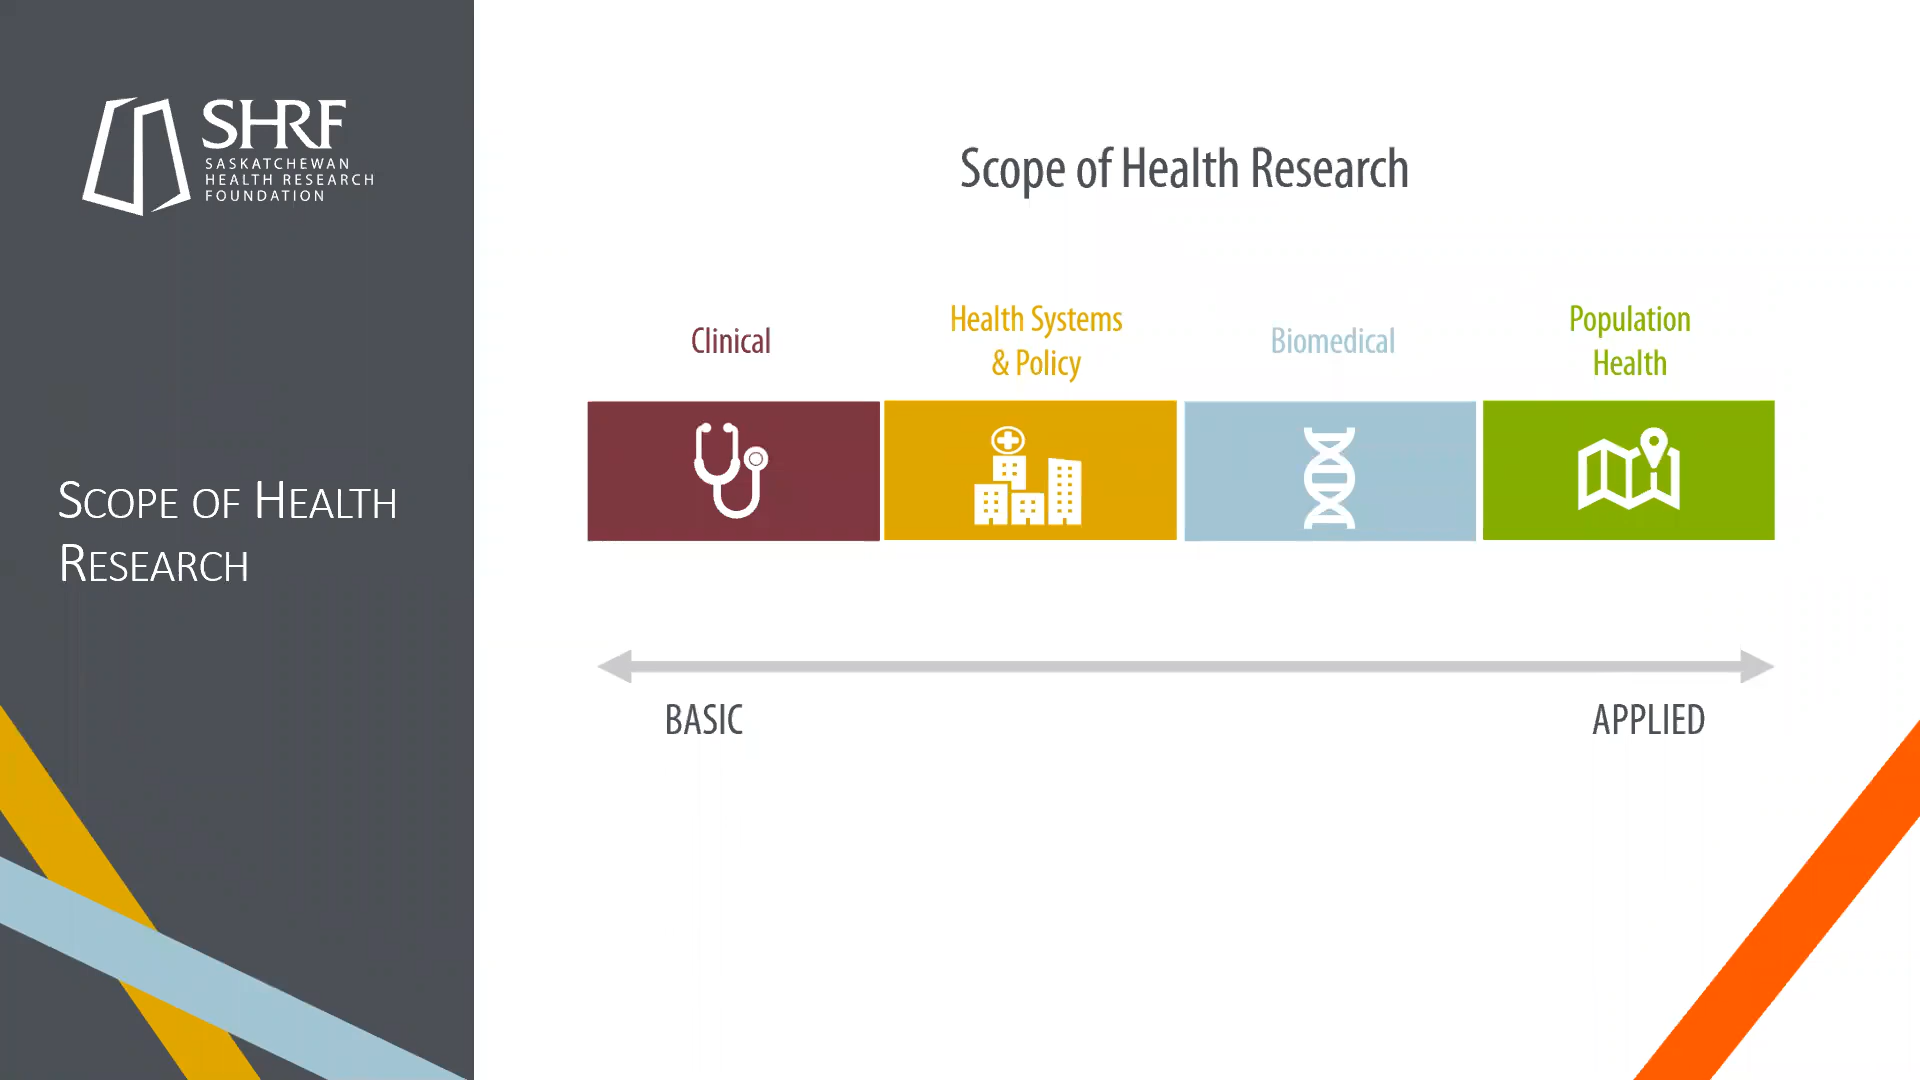 SHRF
SASKATCHEWAN
HEALTH RESEARCH
FOUNDATION
Scope of Health
Research
Scope of Health Research
Clinical
Health Systems
& Policy
Biomedical
Population
Health
BASIC
APPLIED